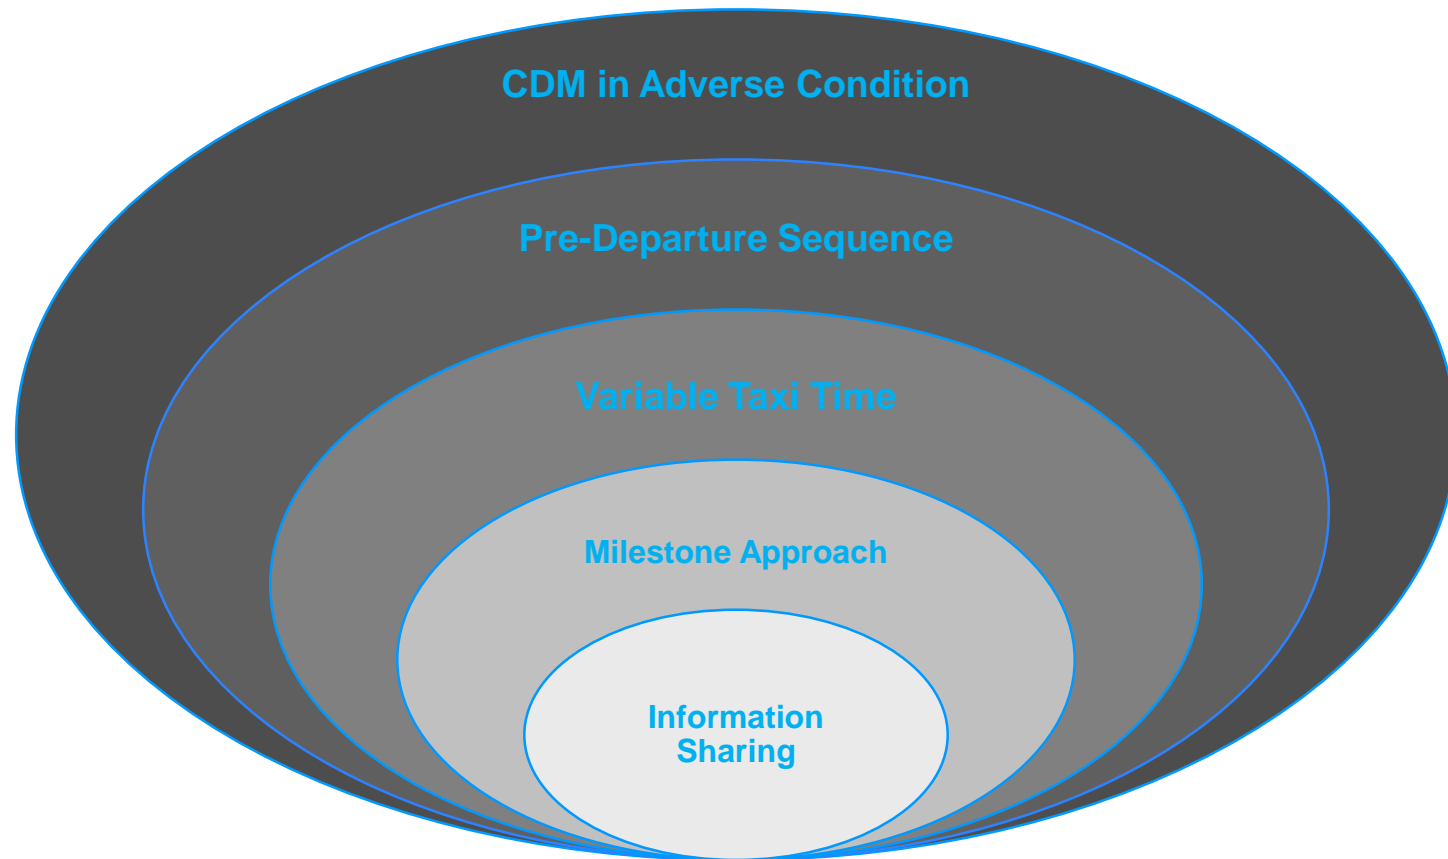 CDM in Adverse Condition
Pre-Departure Sequence
Variable Taxi Time
Milestone Approach
Information
Sharing